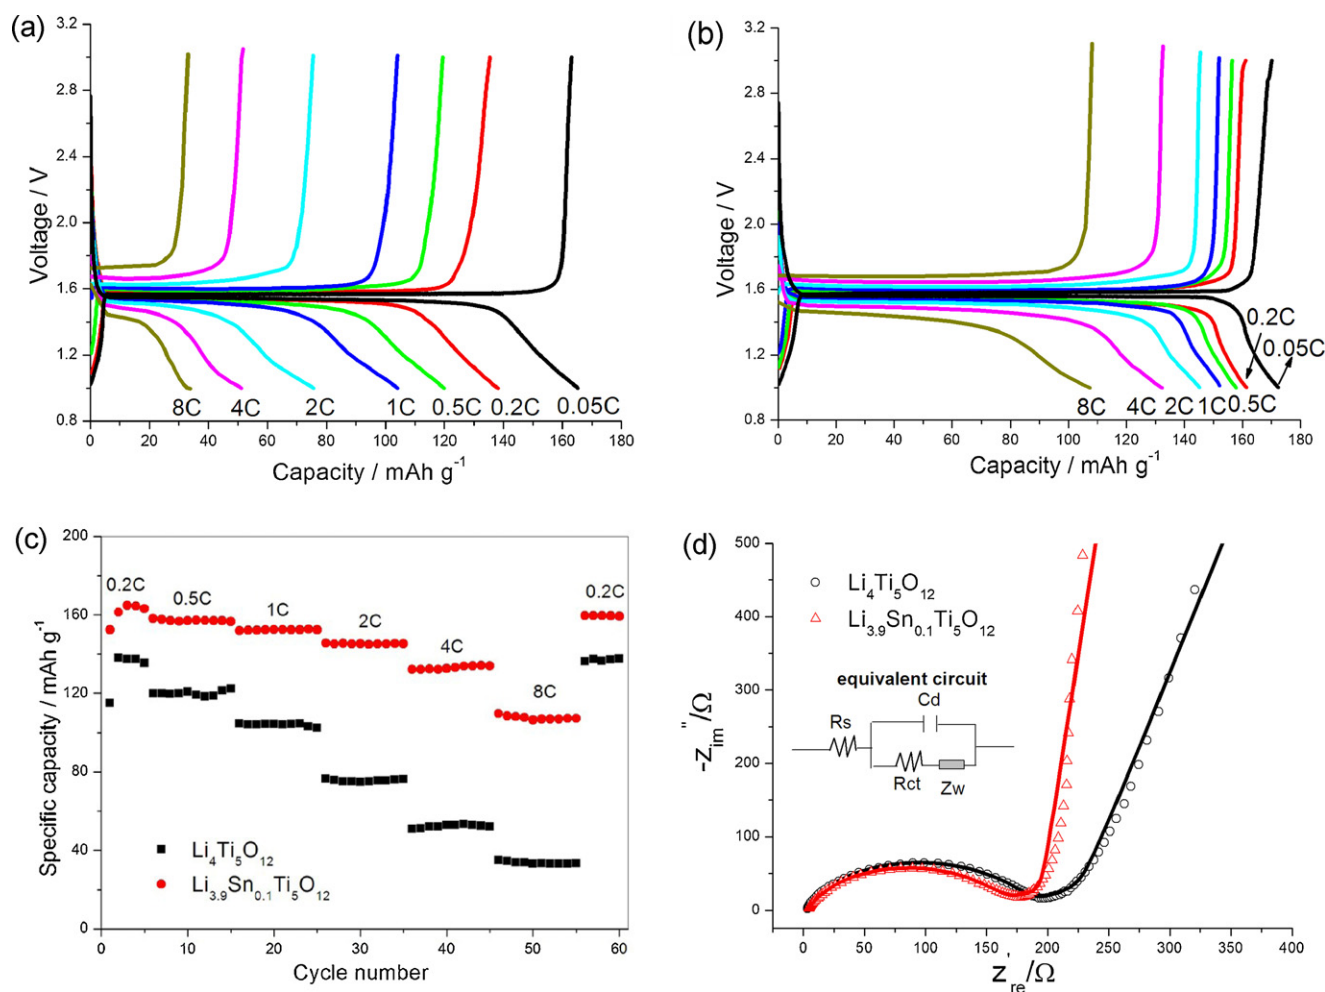 (a)
3.2
2.8
2.4
2.0
1.6
1.2
0.8
Voltage / V
8C 4C 2C 1C 0.5C 0.2C 0.05C
0 20 40 60 80 100 120 140 160 180
Capacity / mAh g⁻¹
(b)
3.2
2.8
2.4
2.0
1.6
1.2
0.8
Voltage / V
0.2C
0.05C
8C 4C 2C 1C 0.5C
0 20 40 60 80 100 120 140 160 180
Capacity / mAh g⁻¹
(c)
200
160
120
80
40
0
Specific capacity / mAh g⁻¹
0.2C 0.5C 1C 2C 4C 8C 0.2C
Li₄Ti₅O₁₂
Li₃.₉Sn₀.₁Ti₅O₁₂
0 10 20 30 40 50 60
Cycle number
(d)
500
400
300
200
100
50
0
-Z''im/Ω
Li₄Ti₅O₁₂
Li₃.₉Sn₀.₁Ti₅O₁₂
equivalent circuit
Cd
Rs
Rct
Zw
0 50 100 150 200 250 300 350 400
Z're/Ω